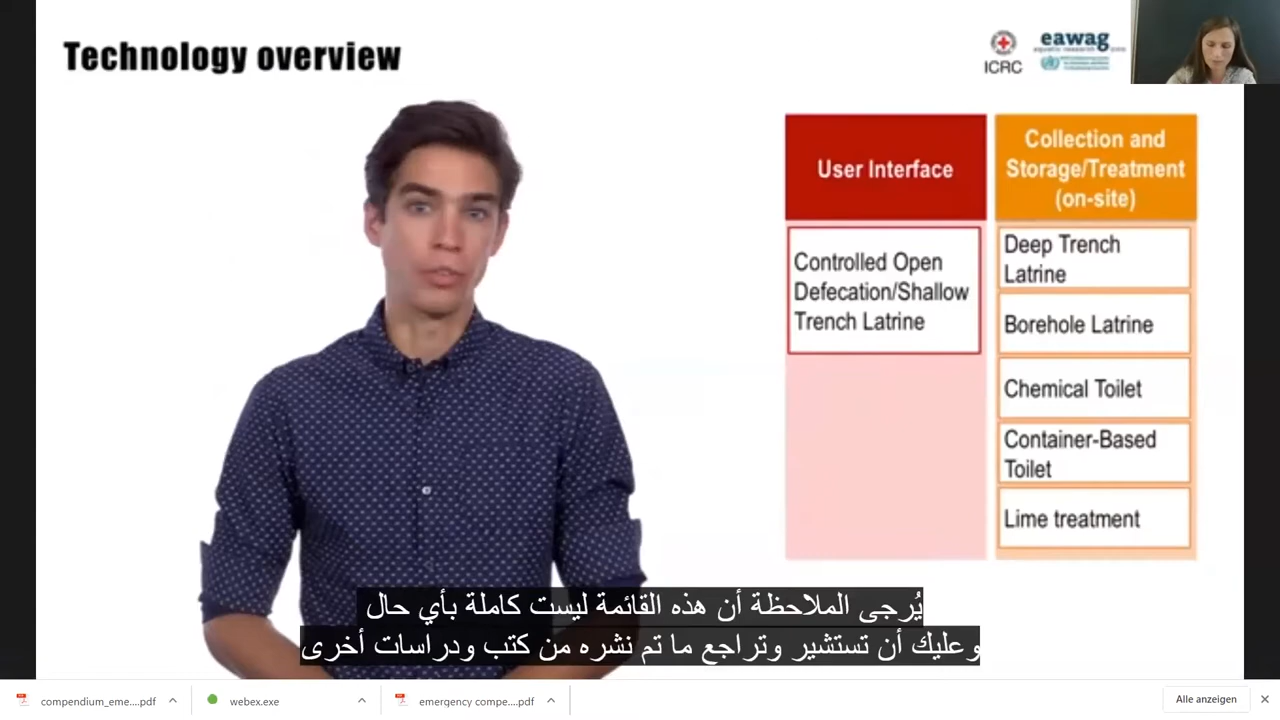 Technology overview
ICRC
eawag
User Interface
Collection and
Storage/Treatment
(on-site)
Controlled Open
Defecation/Shallow
Trench Latrine
Deep Trench
Latrine
Borehole Latrine
Chemical Toilet
Container-Based
Toilet
Lime treatment
يُرجى الملاحظة أن هذه القائمة ليست كاملة بأي حال
وعليك أن تستشير وتراجع ما تم نشره من كتب ودراسات أخرى
compendium_eme....pdf
webex.exe
emergency compe....pdf
Alle anzeigen